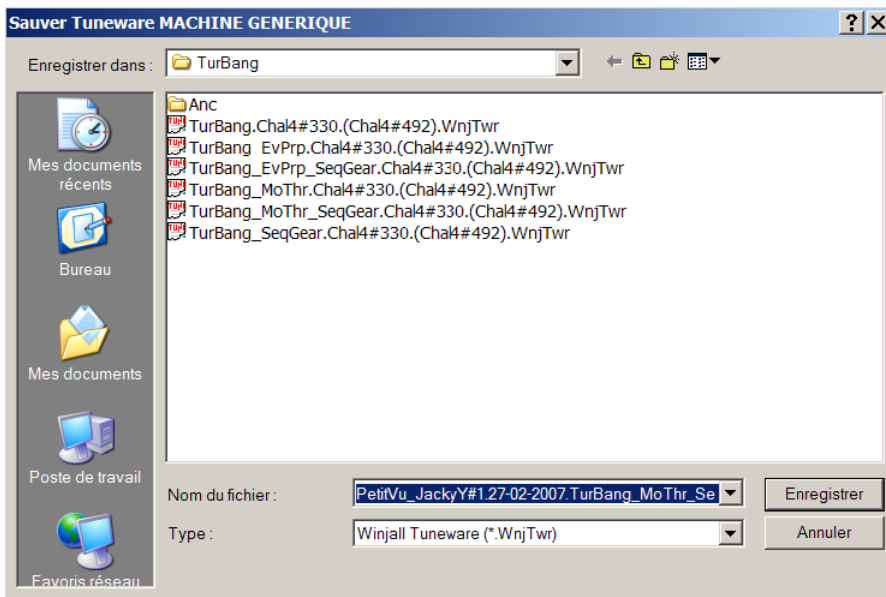 Sauver Tuneware MACHINE GENERIQUE
Enregistrer dans :
TurBang
Anc
TurBang.Chal4#330.(Chal4#492).WnjTwr
TurBang_EvPrp.Chal4#330.(Chal4#492).WnjTwr
TurBang_EvPrp_SeqGear.Chal4#330.(Chal4#492).WnjTwr
TurBang_MoThr.Chal4#330.(Chal4#492).WnjTwr
TurBang_MoThr_SeqGear.Chal4#330.(Chal4#492).WnjTwr
TurBang_SeqGear.Chal4#330.(Chal4#492).WnjTwr
Mes documents
récents
Bureau
Mes documents
Poste de travail
Favoris réseau
Nom du fichier :
PetitVu_JackyY#1.27-02-2007.TurBang_MoThr_Se
Enregistrer
Type :
Winjall Tuneware (*.WnjTwr)
Annuler